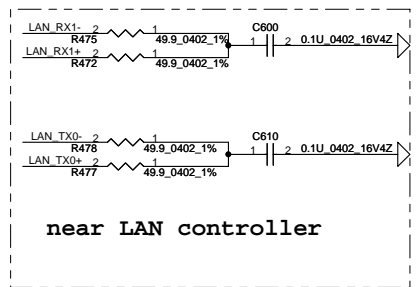 C600
LAN_RX1- 2 1
R475 49.9_0402_1% 1 2 0.1U_0402_16V4Z
LAN_RX1+ 2 1
R472 49.9_0402_1%
C610
LAN_TX0- 2 1
R478 49.9_0402_1% 1 2 0.1U_0402_16V4Z
LAN_TX0+ 2 1
R477 49.9_0402_1%
near LAN controller